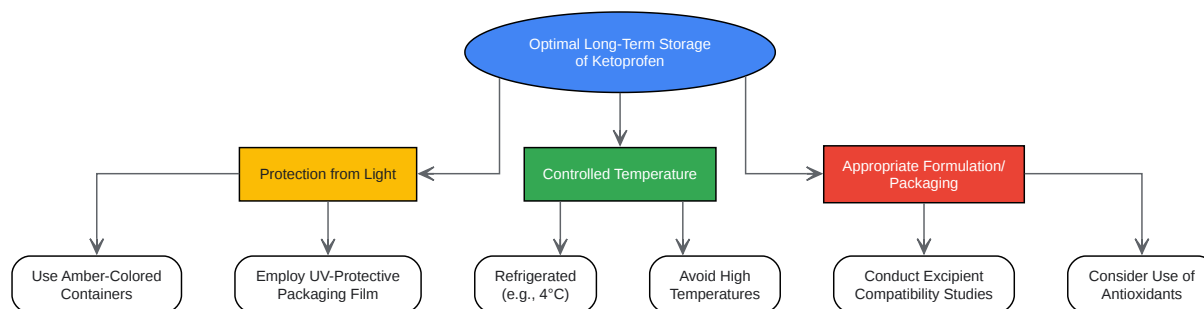 Optimal Long-Term Storage
of Ketoprofen
Protection from Light
Controlled Temperature
Appropriate Formulation/
Packaging
Use Amber-Colored
Containers
Employ UV-Protective
Packaging Film
Refrigerated
(e.g., 4°C)
Avoid High
Temperatures
Conduct Excipient
Compatibility Studies
Consider Use of
Antioxidants